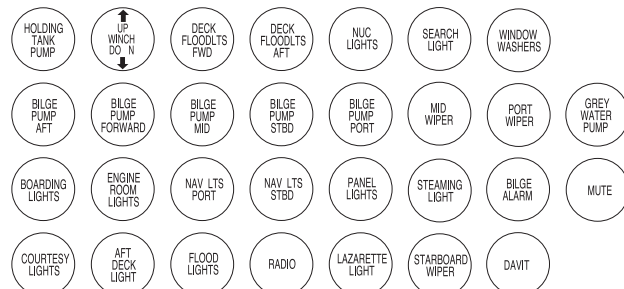 HOLDING
TANK
PUMP
UP
WINCH
DO N
DECK
FLOODLTS
FWD
DECK
FLOODLTS
AFT
NUC
LIGHTS
SEARCH
LIGHT
WINDOW
WASHERS
BILGE
PUMP
AFT
BILGE
PUMP
FORWARD
BILGE
PUMP
MID
BILGE
PUMP
STBD
BILGE
PUMP
PORT
MID
WIPER
PORT
WIPER
GREY
WATER
PUMP
BOARDING
LIGHTS
ENGINE
ROOM
LIGHTS
NAV LTS
PORT
NAV LTS
STBD
PANEL
LIGHTS
STEAMING
LIGHT
BILGE
ALARM
MUTE
COURTESY
LIGHTS
AFT
DECK
LIGHT
FLOOD
LIGHTS
RADIO
LAZARETTE
LIGHT
STARBOARD
WIPER
DAVIT